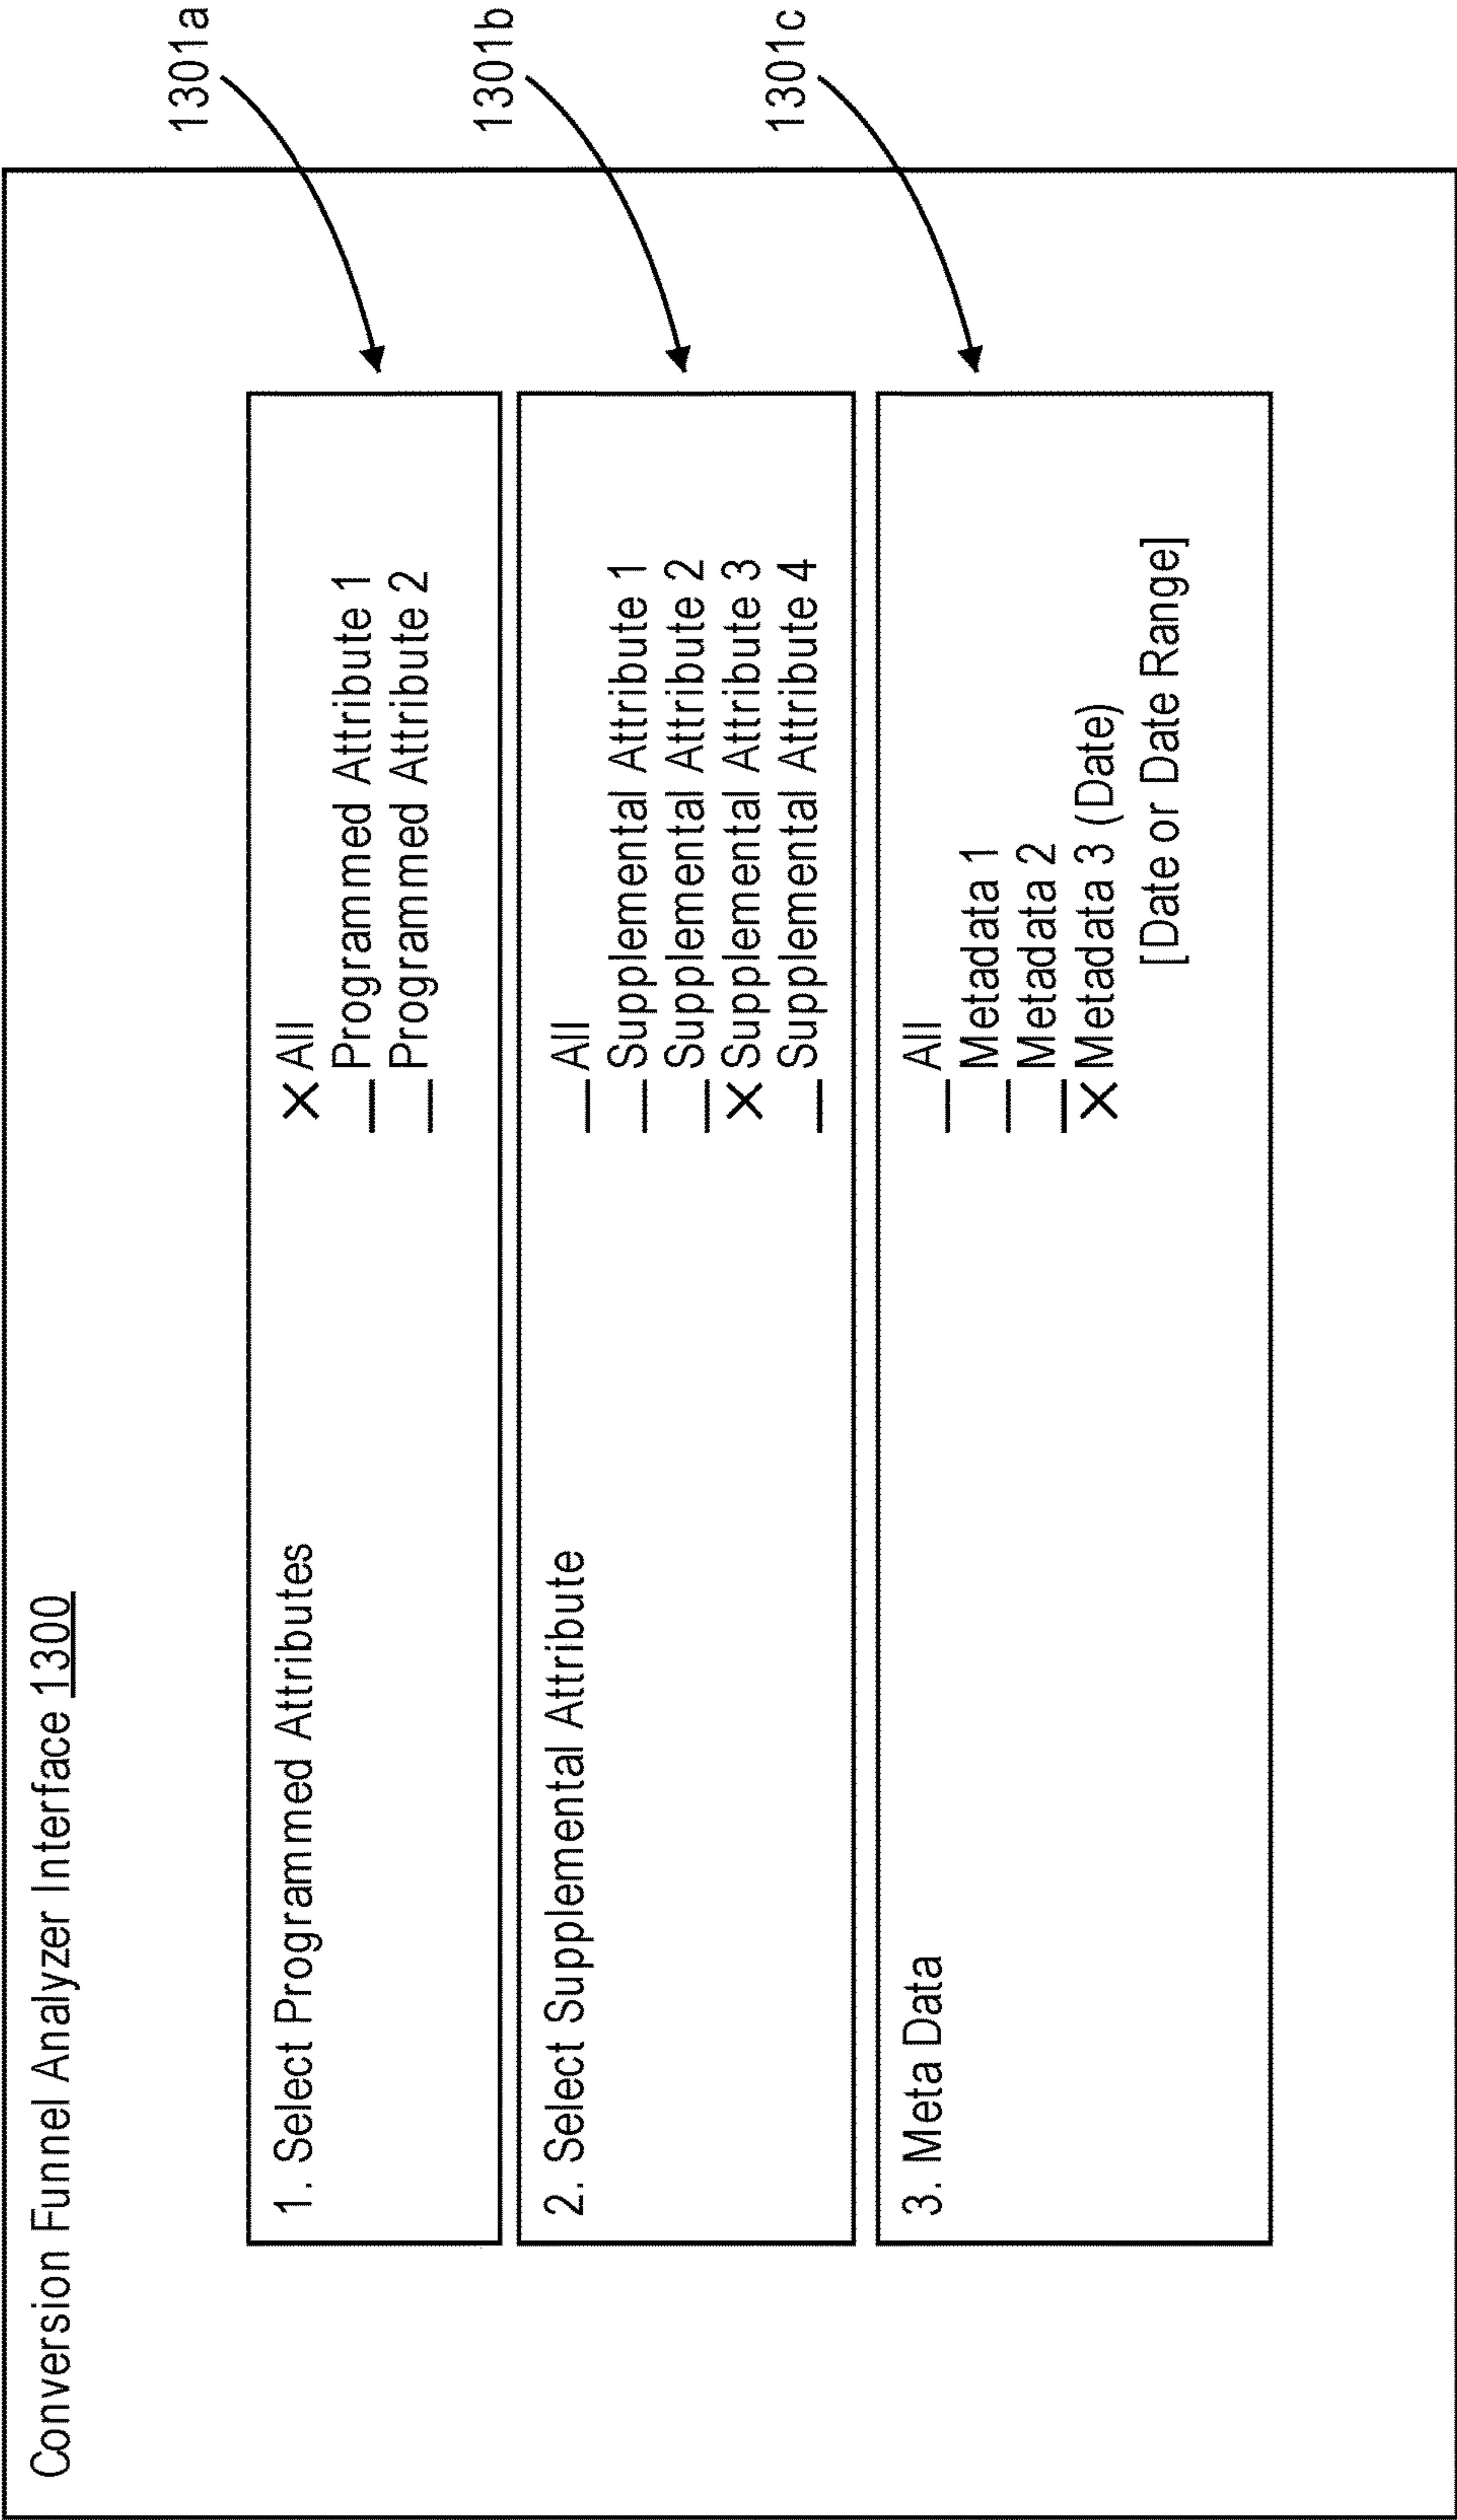 Conversion Funnel Analyzer Interface 1300
1. Select Programmed Attributes
X All
_ Programmed Attribute 1
_ Programmed Attribute 2
1301a
2. Select Supplemental Attribute
_ All
_ Supplemental Attribute 1
_ Supplemental Attribute 2
X Supplemental Attribute 3
_ Supplemental Attribute 4
1301b
3. Meta Data
_ All
_ Metadata 1
_ Metadata 2
X Metadata 3 (Date)
[Date or Date Range]
1301c